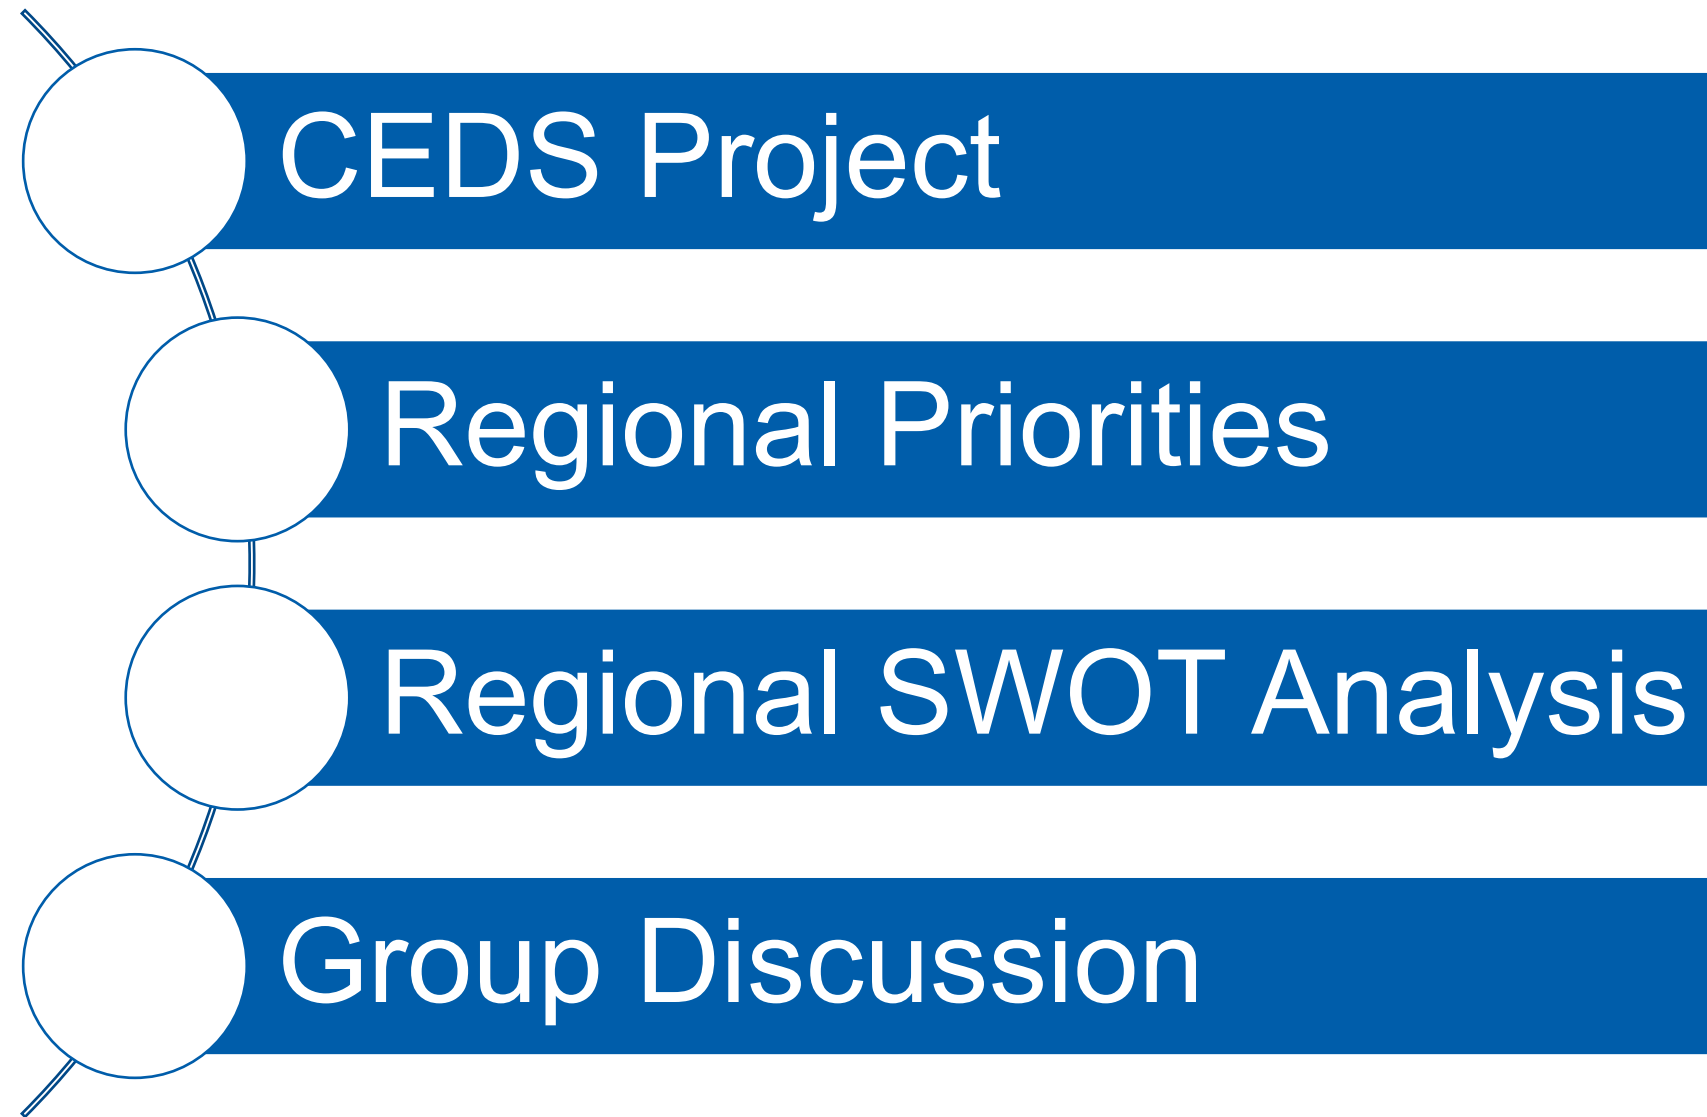 CEDS Project
Regional Priorities
Regional SWOT Analysis
Group Discussion